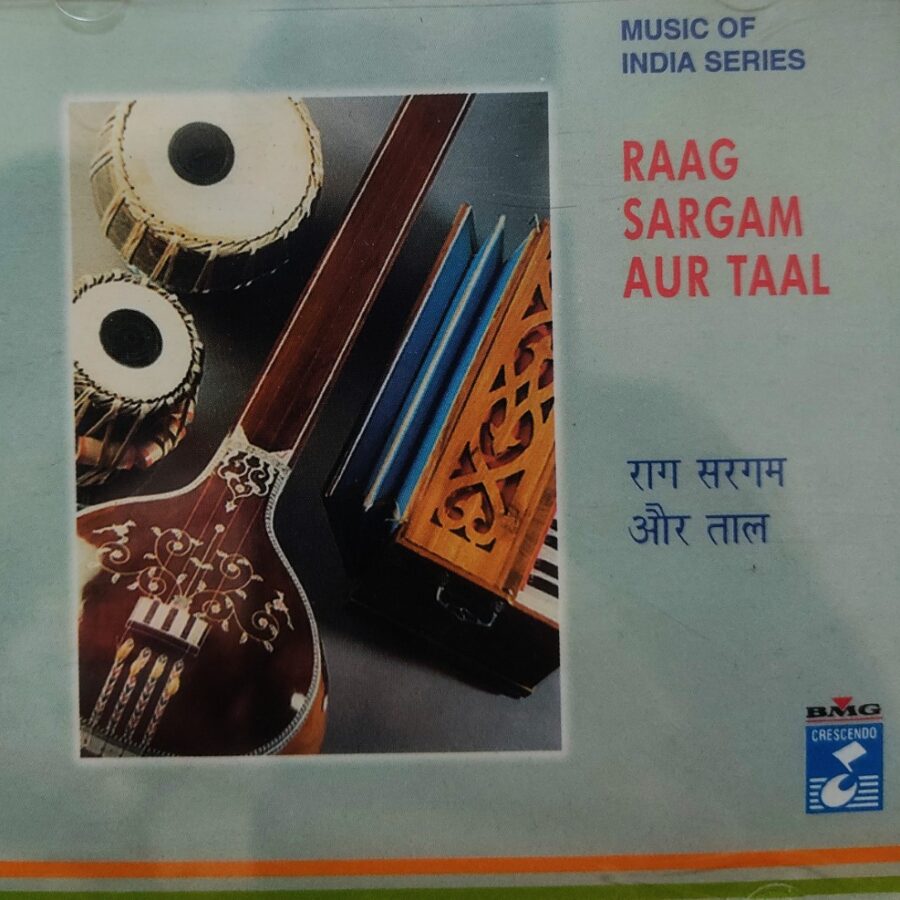 MUSIC OF
INDIA SERIES
RAAG
SARGAM
AUR TAAL
राग सरगम
और ताल
BMG
CRESCENDO